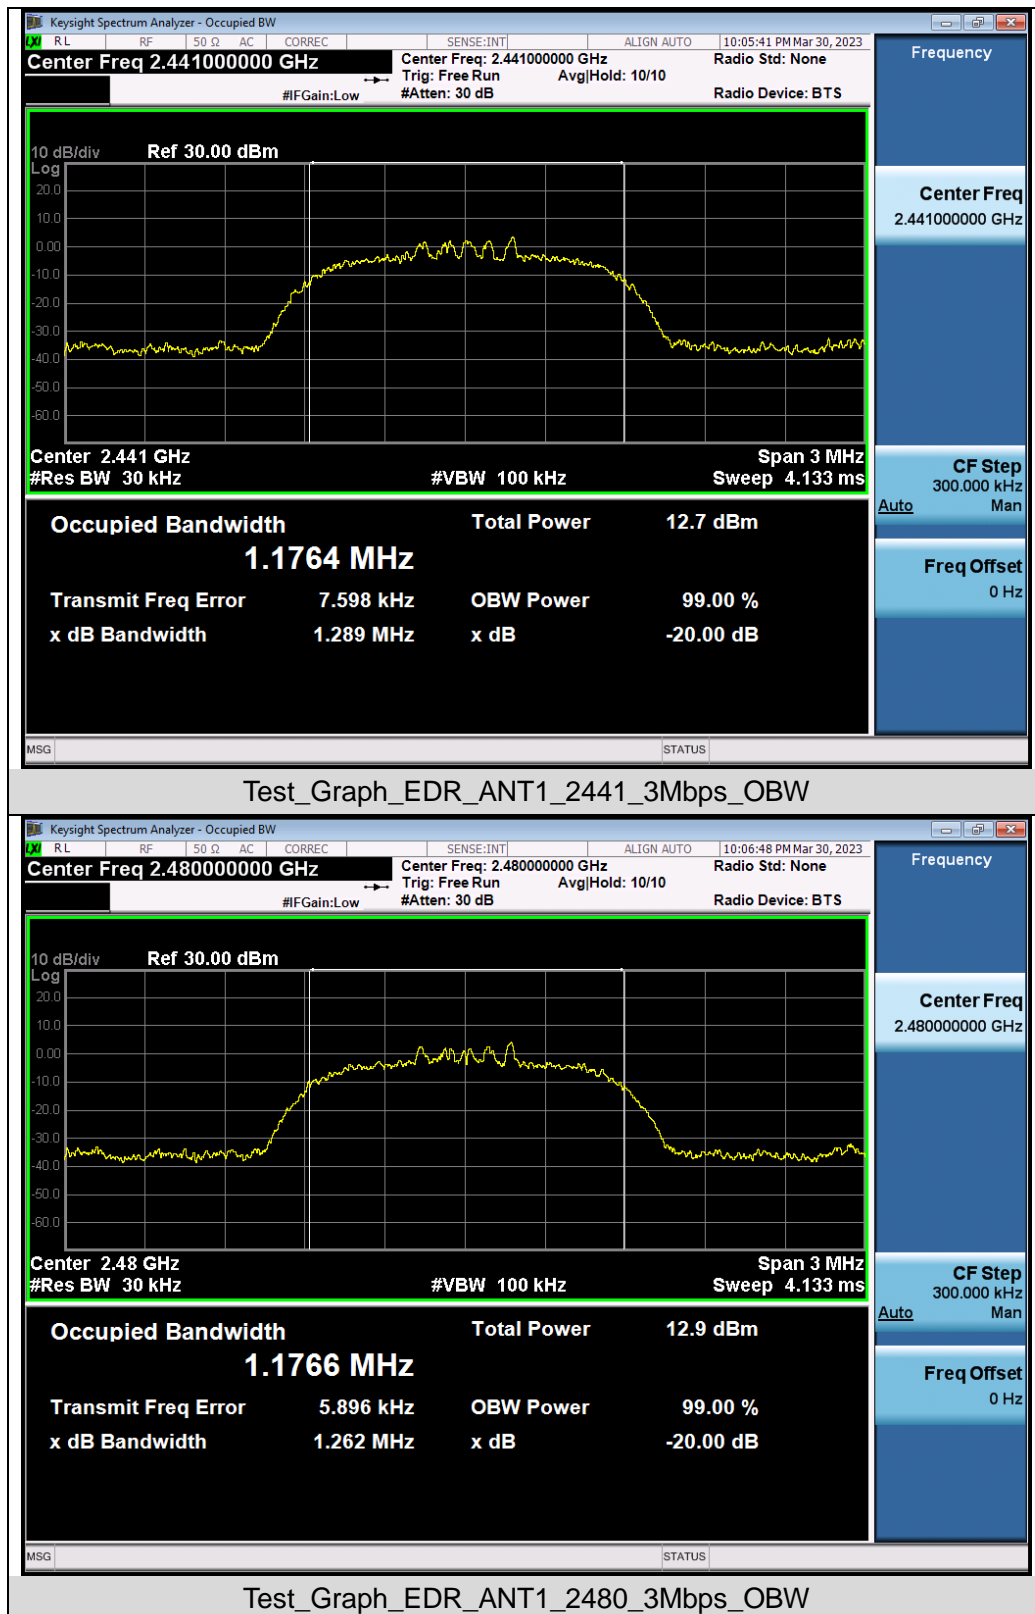 Keysight Spectrum Analyzer - Occupied BW
LXI RL RF 50 Ω AC CORREC SENSE:INT ALIGN AUTO 10:05:41 PM Mar 30, 2023
Center Freq 2.441000000 GHz
Center Freq: 2.441000000 GHz Radio Std: None
Trig: Free Run Avg|Hold: 10/10
#IFGain:Low #Atten: 30 dB Radio Device: BTS
Frequency
10 dB/div Ref 30.00 dBm
Log
20.0
10.0
0.00
-10.0
-20.0
-30.0
-40.0
-50.0
-60.0
Center 2.441 GHz Span 3 MHz
#Res BW 30 kHz #VBW 100 kHz Sweep 4.133 ms
Center Freq
2.441000000 GHz
CF Step
300.000 kHz
Auto Man
Freq Offset
0 Hz
Occupied Bandwidth Total Power 12.7 dBm
1.1764 MHz
Transmit Freq Error 7.598 kHz OBW Power 99.00 %
x dB Bandwidth 1.289 MHz x dB -20.00 dB
MSG STATUS
Test_Graph_EDR_ANT1_2441_3Mbps_OBW
Keysight Spectrum Analyzer - Occupied BW
LXI RL RF 50 Ω AC CORREC SENSE:INT ALIGN AUTO 10:06:48 PM Mar 30, 2023
Center Freq 2.480000000 GHz
Center Freq: 2.480000000 GHz Radio Std: None
Trig: Free Run Avg|Hold: 10/10
#IFGain:Low #Atten: 30 dB Radio Device: BTS
Frequency
10 dB/div Ref 30.00 dBm
Log
20.0
10.0
0.00
-10.0
-20.0
-30.0
-40.0
-50.0
-60.0
Center 2.48 GHz Span 3 MHz
#Res BW 30 kHz #VBW 100 kHz Sweep 4.133 ms
Center Freq
2.480000000 GHz
CF Step
300.000 kHz
Auto Man
Freq Offset
0 Hz
Occupied Bandwidth Total Power 12.9 dBm
1.1766 MHz
Transmit Freq Error 5.896 kHz OBW Power 99.00 %
x dB Bandwidth 1.262 MHz x dB -20.00 dB
MSG STATUS
Test_Graph_EDR_ANT1_2480_3Mbps_OBW